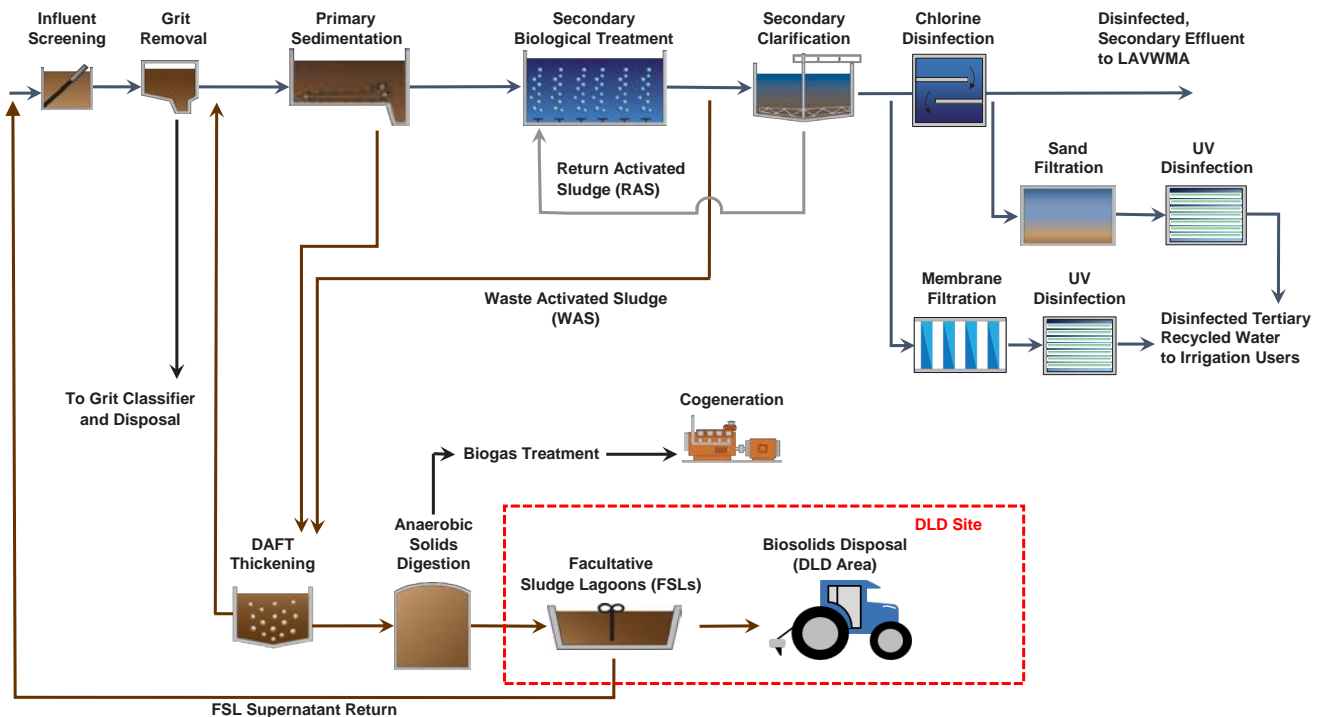 Influent
Screening
Grit
Removal
Primary
Sedimentation
Secondary
Biological Treatment
Secondary
Clarification
Chlorine
Disinfection
Disinfected,
Secondary Effluent
to LAVWMA
Return Activated
Sludge (RAS)
Sand
Filtration
UV
Disinfection
Waste Activated Sludge
(WAS)
Membrane
Filtration
UV
Disinfection
Disinfected Tertiary
Recycled Water
to Irrigation Users
To Grit Classifier
and Disposal
Cogeneration
Biogas Treatment
DAFT
Thickening
Anaerobic
Solids
Digestion
DLD Site
Facultative
Sludge Lagoons (FSLs)
Biosolids Disposal
(DLD Area)
FSL Supernatant Return